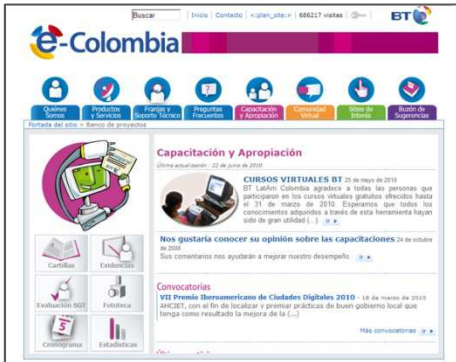 Buscar | Inicio | Contacto | <:plan_site:> | 686217 visitas |
BT
e-Colombia
Quiénes Somos
Productos y Servicios
Franjas y Soporte Técnico
Preguntas Frecuentes
Capacitación y Apropiación
Comunidad Virtual
Sitios de Interés
Buzón de Sugerencias
Portada del sitio > Banco de proyectos
Cartillas
Evidencias
Evaluación SGT
Fototeca
Cronograma
5
Estadísticas
Capacitación y Apropiación
Última actualización : 22 de junio de 2010
CURSOS VIRTUALES BT 25 de mayo de 2010
BT LatAm Colombia agradece a todas las personas que
participaron en los cursos virtuales gratuitos ofrecidos hasta
el 31 de marzo de 2010. Esperamos que todos los
conocimientos adquiridos a través de esta herramienta hayan
sido de gran utilidad (...) ir
Nos gustaría conocer su opinión sobre las capacitaciones 24 de octubre
de 2008
Sus comentarios nos ayudarán a mejorar nuestro desempeño ir
Convocatorias
VII Premio Iberoamericano de Ciudades Digitales 2010 - 18 de marzo de 2010
AHCIET, con el fin de localizar y premiar prácticas de buen gobierno local que
tenga como resultado la mejora de la (...)
Más convocatorias ir